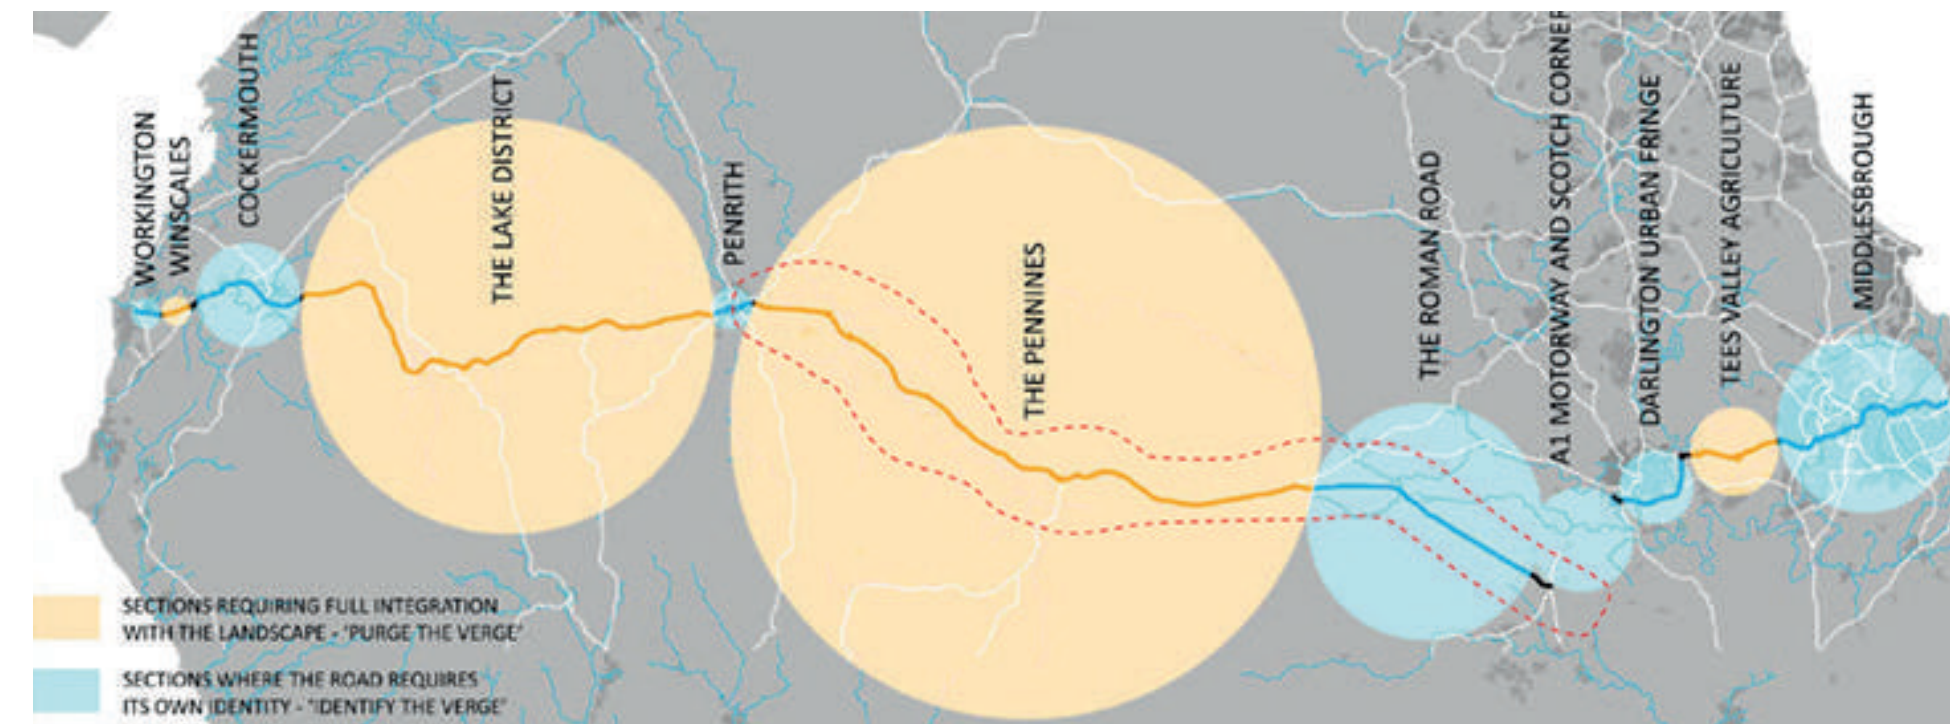 WORKINGTON
WINSCALES
COCKERMOUTH
THE LAKE DISTRICT
PENRITH
THE PENNINES
THE ROMAN ROAD
A1 MOTORWAY AND SCOTCH CORNER
DARLINGTON URBAN FRINGE
TEES VALLEY AGRICULTURE
MIDDLESBROUGH
SECTIONS REQUIRING FULL INTEGRATION
WITH THE LANDSCAPE - "PURGE THE VERGE"
SECTIONS WHERE THE ROAD REQUIRES
ITS OWN IDENTITY - "IDENTIFY THE VERGE"